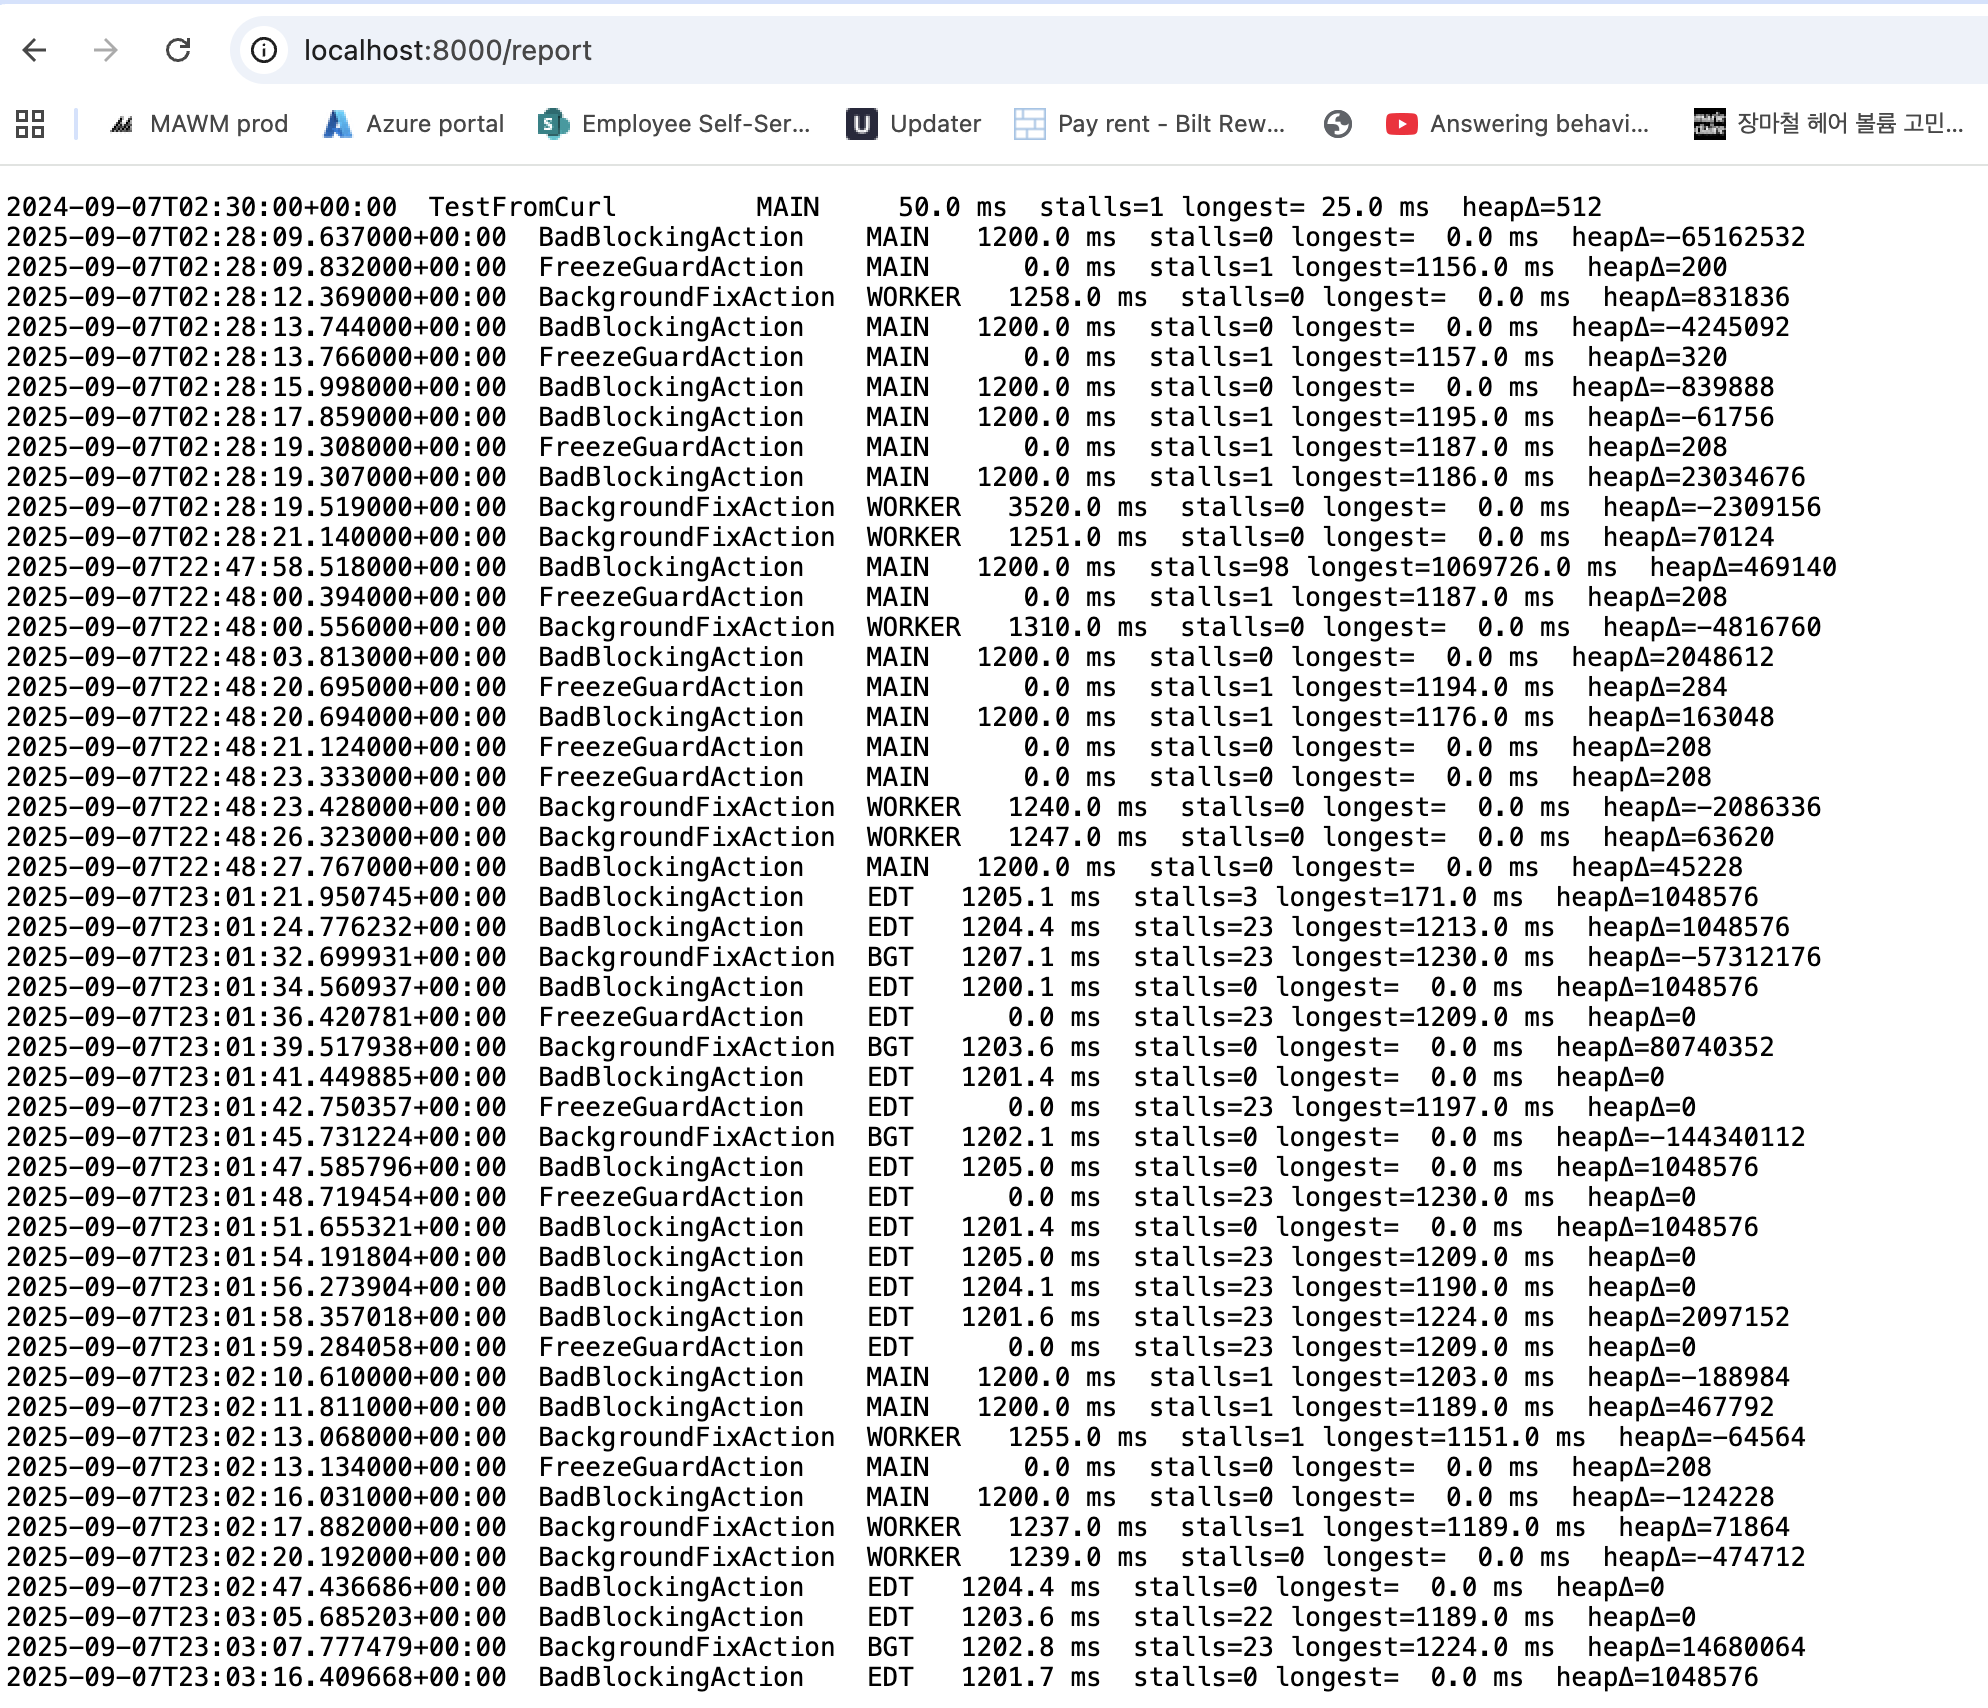 localhost:8000/report
MAWM prod Azure portal Employee Self-Ser... Updater Pay rent - Bilt Rew... Answering behavi... 장마철 헤어 볼륨 고민...
2024-09-07T02:30:00+00:00 TestFromCurl MAIN 50.0 ms stalls=1 longest= 25.0 ms heapΔ=512
2025-09-07T02:28:09.637000+00:00 BadBlockingAction MAIN 1200.0 ms stalls=0 longest= 0.0 ms heapΔ=-65162532
2025-09-07T02:28:09.832000+00:00 FreezeGuardAction MAIN 0.0 ms stalls=1 longest=1156.0 ms heapΔ=200
2025-09-07T02:28:12.369000+00:00 BackgroundFixAction WORKER 1258.0 ms stalls=0 longest= 0.0 ms heapΔ=831836
2025-09-07T02:28:13.744000+00:00 BadBlockingAction MAIN 1200.0 ms stalls=0 longest= 0.0 ms heapΔ=-4245092
2025-09-07T02:28:13.766000+00:00 FreezeGuardAction MAIN 0.0 ms stalls=1 longest=1157.0 ms heapΔ=320
2025-09-07T02:28:15.998000+00:00 BadBlockingAction MAIN 1200.0 ms stalls=0 longest= 0.0 ms heapΔ=-839888
2025-09-07T02:28:17.859000+00:00 BadBlockingAction MAIN 1200.0 ms stalls=1 longest=1195.0 ms heapΔ=-61756
2025-09-07T02:28:19.308000+00:00 FreezeGuardAction MAIN 0.0 ms stalls=1 longest=1187.0 ms heapΔ=208
2025-09-07T02:28:19.307000+00:00 BadBlockingAction MAIN 1200.0 ms stalls=1 longest=1186.0 ms heapΔ=23034676
2025-09-07T02:28:19.519000+00:00 BackgroundFixAction WORKER 3520.0 ms stalls=0 longest= 0.0 ms heapΔ=-2309156
2025-09-07T02:28:21.140000+00:00 BackgroundFixAction WORKER 1251.0 ms stalls=0 longest= 0.0 ms heapΔ=70124
2025-09-07T22:47:58.518000+00:00 BadBlockingAction MAIN 1200.0 ms stalls=98 longest=1069726.0 ms heapΔ=469140
2025-09-07T22:48:00.394000+00:00 FreezeGuardAction MAIN 0.0 ms stalls=1 longest=1187.0 ms heapΔ=208
2025-09-07T22:48:00.556000+00:00 BackgroundFixAction WORKER 1310.0 ms stalls=0 longest= 0.0 ms heapΔ=-4816760
2025-09-07T22:48:03.813000+00:00 BadBlockingAction MAIN 1200.0 ms stalls=0 longest= 0.0 ms heapΔ=2048612
2025-09-07T22:48:20.695000+00:00 FreezeGuardAction MAIN 0.0 ms stalls=1 longest=1194.0 ms heapΔ=284
2025-09-07T22:48:20.694000+00:00 BadBlockingAction MAIN 1200.0 ms stalls=1 longest=1176.0 ms heapΔ=163048
2025-09-07T22:48:21.124000+00:00 FreezeGuardAction MAIN 0.0 ms stalls=0 longest= 0.0 ms heapΔ=208
2025-09-07T22:48:23.333000+00:00 FreezeGuardAction MAIN 0.0 ms stalls=0 longest= 0.0 ms heapΔ=208
2025-09-07T22:48:23.428000+00:00 BackgroundFixAction WORKER 1240.0 ms stalls=0 longest= 0.0 ms heapΔ=-2086336
2025-09-07T22:48:26.323000+00:00 BackgroundFixAction WORKER 1247.0 ms stalls=0 longest= 0.0 ms heapΔ=63620
2025-09-07T22:48:27.767000+00:00 BadBlockingAction MAIN 1200.0 ms stalls=0 longest= 0.0 ms heapΔ=45228
2025-09-07T23:01:21.950745+00:00 BadBlockingAction EDT 1205.1 ms stalls=3 longest=171.0 ms heapΔ=1048576
2025-09-07T23:01:24.776232+00:00 BadBlockingAction EDT 1204.4 ms stalls=23 longest=1213.0 ms heapΔ=1048576
2025-09-07T23:01:32.699931+00:00 BackgroundFixAction BGT 1207.1 ms stalls=23 longest=1230.0 ms heapΔ=-57312176
2025-09-07T23:01:34.560937+00:00 BadBlockingAction EDT 1200.1 ms stalls=0 longest= 0.0 ms heapΔ=1048576
2025-09-07T23:01:36.420781+00:00 FreezeGuardAction EDT 0.0 ms stalls=23 longest=1209.0 ms heapΔ=0
2025-09-07T23:01:39.517938+00:00 BackgroundFixAction BGT 1203.6 ms stalls=0 longest= 0.0 ms heapΔ=80740352
2025-09-07T23:01:41.449885+00:00 BadBlockingAction EDT 1201.4 ms stalls=0 longest= 0.0 ms heapΔ=0
2025-09-07T23:01:42.750357+00:00 FreezeGuardAction EDT 0.0 ms stalls=23 longest=1197.0 ms heapΔ=0
2025-09-07T23:01:45.731224+00:00 BackgroundFixAction BGT 1202.1 ms stalls=0 longest= 0.0 ms heapΔ=-144340112
2025-09-07T23:01:47.585796+00:00 BadBlockingAction EDT 1205.0 ms stalls=0 longest= 0.0 ms heapΔ=1048576
2025-09-07T23:01:48.719454+00:00 FreezeGuardAction EDT 0.0 ms stalls=23 longest=1230.0 ms heapΔ=0
2025-09-07T23:01:51.655321+00:00 BadBlockingAction EDT 1201.4 ms stalls=0 longest= 0.0 ms heapΔ=1048576
2025-09-07T23:01:54.191804+00:00 BadBlockingAction EDT 1205.0 ms stalls=23 longest=1209.0 ms heapΔ=0
2025-09-07T23:01:56.273904+00:00 BadBlockingAction EDT 1204.1 ms stalls=23 longest=1190.0 ms heapΔ=0
2025-09-07T23:01:58.357018+00:00 BadBlockingAction EDT 1201.6 ms stalls=23 longest=1224.0 ms heapΔ=2097152
2025-09-07T23:01:59.284058+00:00 FreezeGuardAction EDT 0.0 ms stalls=23 longest=1209.0 ms heapΔ=0
2025-09-07T23:02:10.610000+00:00 BadBlockingAction MAIN 1200.0 ms stalls=1 longest=1203.0 ms heapΔ=-188984
2025-09-07T23:02:11.811000+00:00 BadBlockingAction MAIN 1200.0 ms stalls=1 longest=1189.0 ms heapΔ=467792
2025-09-07T23:02:13.068000+00:00 BackgroundFixAction WORKER 1255.0 ms stalls=1 longest=1151.0 ms heapΔ=-64564
2025-09-07T23:02:13.134000+00:00 FreezeGuardAction MAIN 0.0 ms stalls=0 longest= 0.0 ms heapΔ=208
2025-09-07T23:02:16.031000+00:00 BadBlockingAction MAIN 1200.0 ms stalls=0 longest= 0.0 ms heapΔ=-124228
2025-09-07T23:02:17.882000+00:00 BackgroundFixAction WORKER 1237.0 ms stalls=1 longest=1189.0 ms heapΔ=71864
2025-09-07T23:02:20.192000+00:00 BackgroundFixAction WORKER 1239.0 ms stalls=0 longest= 0.0 ms heapΔ=-474712
2025-09-07T23:02:47.436686+00:00 BadBlockingAction EDT 1204.4 ms stalls=0 longest= 0.0 ms heapΔ=0
2025-09-07T23:03:05.685203+00:00 BadBlockingAction EDT 1203.6 ms stalls=22 longest=1189.0 ms heapΔ=0
2025-09-07T23:03:07.777479+00:00 BackgroundFixAction BGT 1202.8 ms stalls=23 longest=1224.0 ms heapΔ=14680064
2025-09-07T23:03:16.409668+00:00 BadBlockingAction EDT 1201.7 ms stalls=0 longest= 0.0 ms heapΔ=1048576